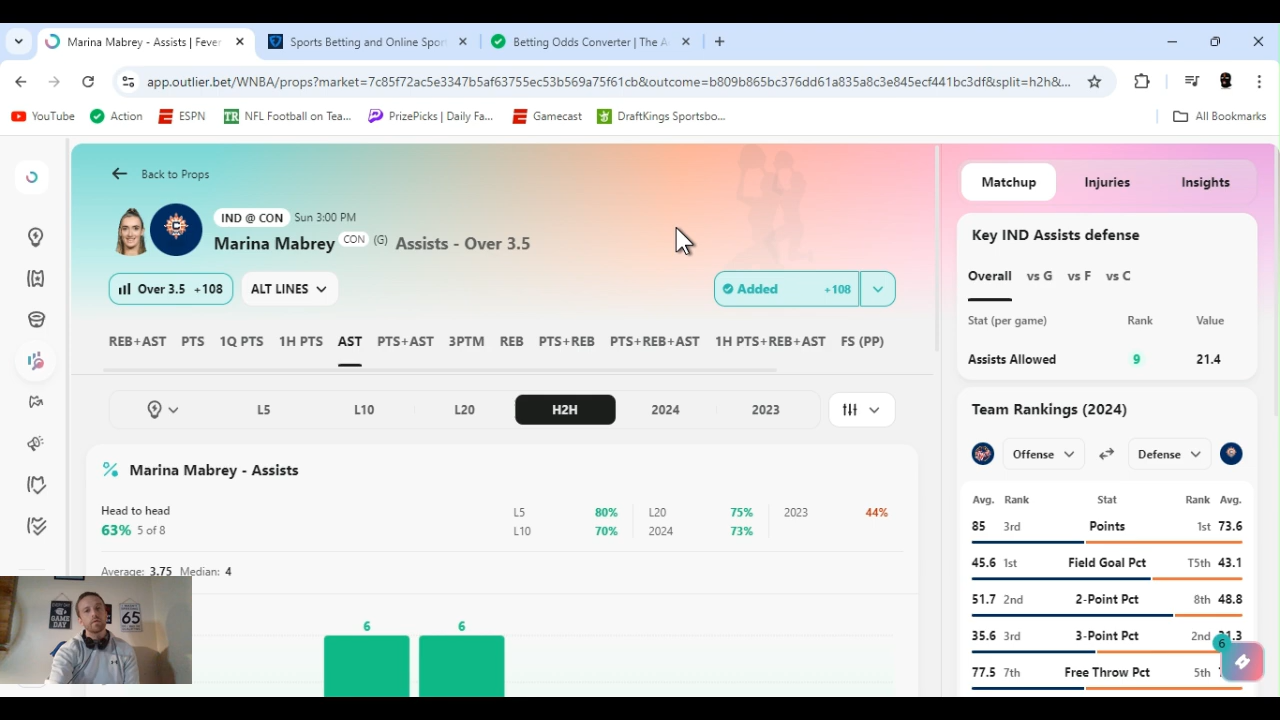 Marina Mabrey - Assists | Fever
Sports Betting and Online Spor
Betting Odds Converter | The A
app.outlier.bet/WNBA/props?market=7c85f72ac5e3347b5af63755ec53b569a75f61cb&outcome=b809b865bc376dd61a835a8c3e845ecf441bc3df&split=h2h&...
YouTube Action ESPN NFL Football on Tea... PrizePicks | Daily Fa... Gamecast DraftKings Sportsbo... All Bookmarks
Back to Props
IND @ CON Sun 3:00 PM
Marina Mabrey CON (G) Assists - Over 3.5
Over 3.5 +108 ALT LINES Added +108
REB+AST PTS 1Q PTS 1H PTS AST PTS+AST 3PTM REB PTS+REB PTS+REB+AST 1H PTS+REB+AST FS (PP)
L5 L10 L20 H2H 2024 2023
Marina Mabrey - Assists
Head to head
63% 5 of 8
L5 80% L20 75% 2023 44%
L10 70% 2024 73%
Average: 3.75 Median: 4
6 6
Matchup Injuries Insights
Key IND Assists defense
Overall vs G vs F vs C
Stat (per game) Rank Value
Assists Allowed 9 21.4
Team Rankings (2024)
Offense Defense
Avg. Rank Stat Rank Avg.
85 3rd Points 1st 73.6
45.6 1st Field Goal Pct T5th 43.1
51.7 2nd 2-Point Pct 8th 48.8
35.6 3rd 3-Point Pct 2nd
6
77.5 7th Free Throw Pct 5th
GAME DAY
65